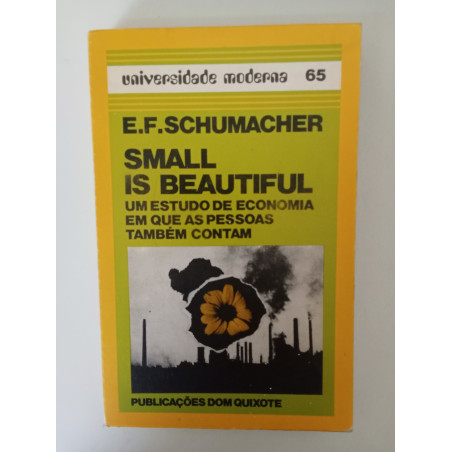 universidade moderna 65
E.F. SCHUMACHER
SMALL
IS BEAUTIFUL
UM ESTUDO DE ECONOMIA
EM QUE AS PESSOAS
TAMBÉM CONTAM
PUBLICAÇÕES DOM QUIXOTE